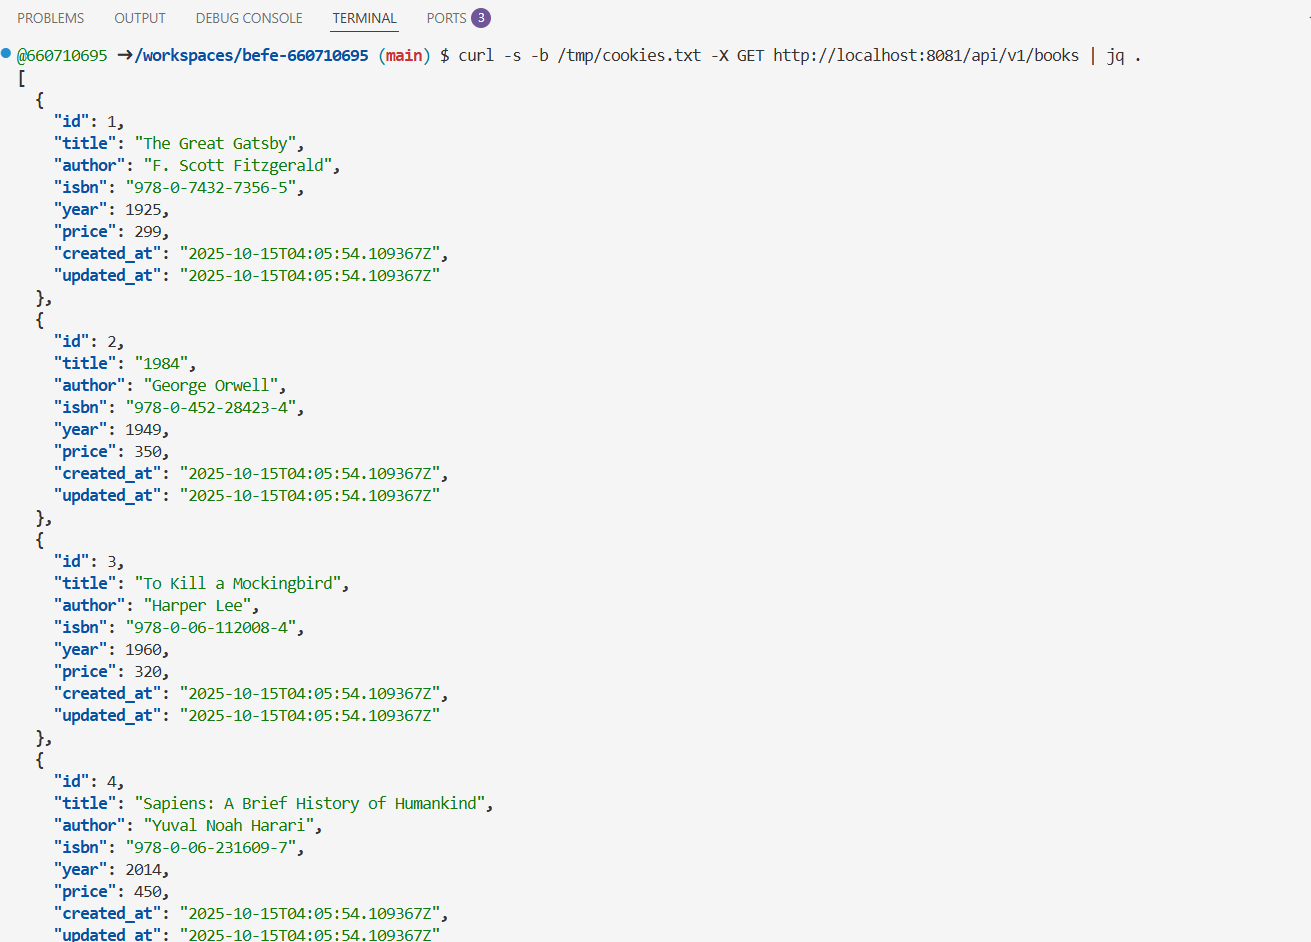 PROBLEMS OUTPUT DEBUG CONSOLE TERMINAL PORTS 3
@660710695 ➜/workspaces/befe-660710695 (main) $ curl -s -b /tmp/cookies.txt -X GET http://localhost:8081/api/v1/books | jq .
[
  {
    "id": 1,
    "title": "The Great Gatsby",
    "author": "F. Scott Fitzgerald",
    "isbn": "978-0-7432-7356-5",
    "year": 1925,
    "price": 299,
    "created_at": "2025-10-15T04:05:54.109367Z",
    "updated_at": "2025-10-15T04:05:54.109367Z"
  },
  {
    "id": 2,
    "title": "1984",
    "author": "George Orwell",
    "isbn": "978-0-452-28423-4",
    "year": 1949,
    "price": 350,
    "created_at": "2025-10-15T04:05:54.109367Z",
    "updated_at": "2025-10-15T04:05:54.109367Z"
  },
  {
    "id": 3,
    "title": "To Kill a Mockingbird",
    "author": "Harper Lee",
    "isbn": "978-0-06-112008-4",
    "year": 1960,
    "price": 320,
    "created_at": "2025-10-15T04:05:54.109367Z",
    "updated_at": "2025-10-15T04:05:54.109367Z"
  },
  {
    "id": 4,
    "title": "Sapiens: A Brief History of Humankind",
    "author": "Yuval Noah Harari",
    "isbn": "978-0-06-231609-7",
    "year": 2014,
    "price": 450,
    "created_at": "2025-10-15T04:05:54.109367Z",
    "updated_at": "2025-10-15T04:05:54.109367Z"